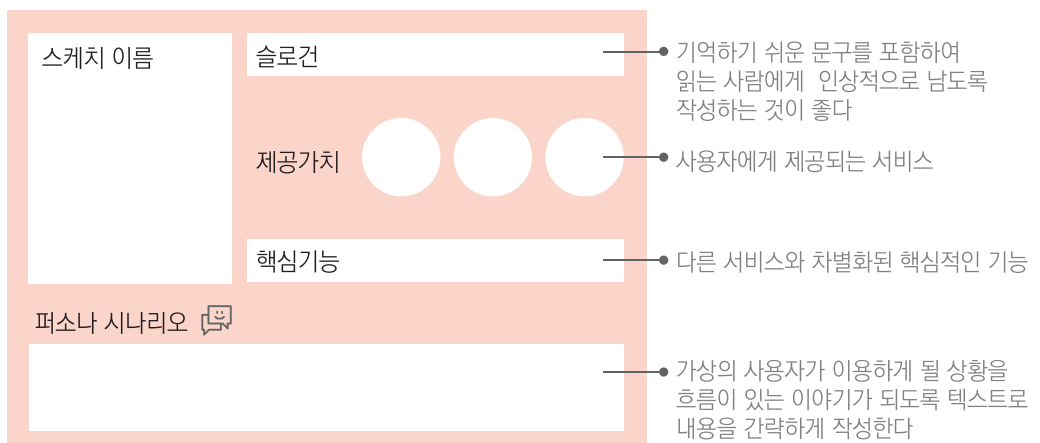 스케치 이름
슬로건
기억하기 쉬운 문구를 포함하여
읽는 사람에게 인상적으로 남도록
작성하는 것이 좋다
제공가치
사용자에게 제공되는 서비스
핵심기능
다른 서비스와 차별화된 핵심적인 기능
퍼소나 시나리오
가상의 사용자가 이용하게 될 상황을
흐름이 있는 이야기가 되도록 텍스트로
내용을 간략하게 작성한다